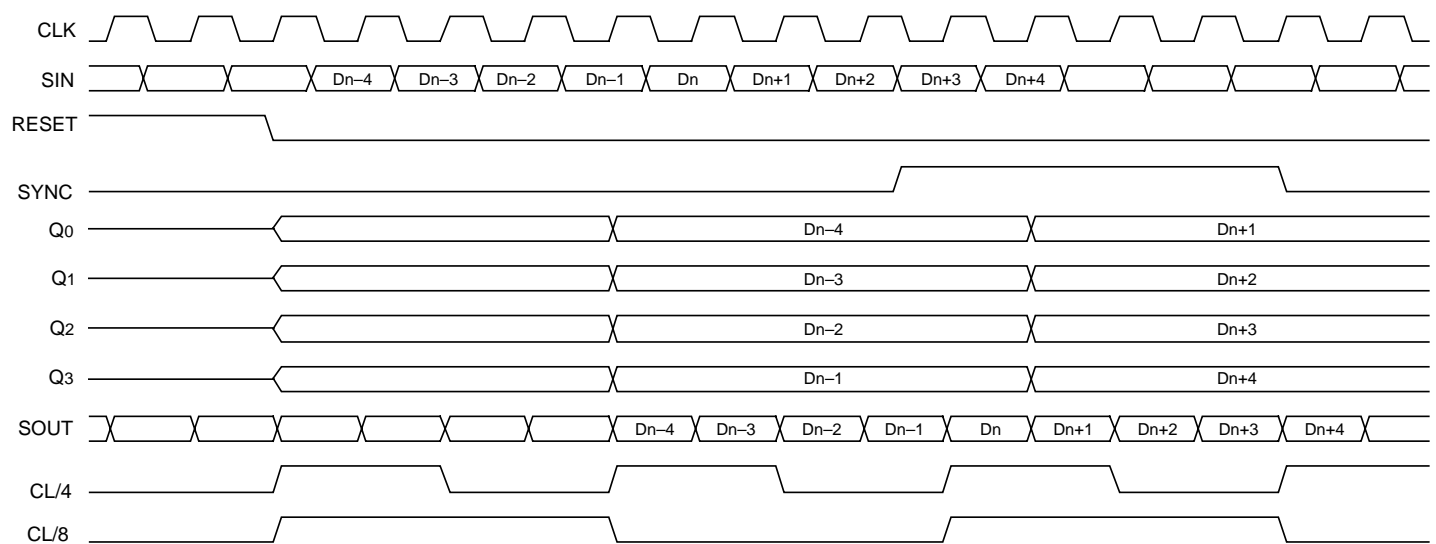 CLK
SIN Dn–4 Dn–3 Dn–2 Dn–1 Dn Dn+1 Dn+2 Dn+3 Dn+4
RESET
SYNC
Q0 Dn–4 Dn+1
Q1 Dn–3 Dn+2
Q2 Dn–2 Dn+3
Q3 Dn–1 Dn+4
SOUT Dn–4 Dn–3 Dn–2 Dn–1 Dn Dn+1 Dn+2 Dn+3 Dn+4
CL/4
CL/8